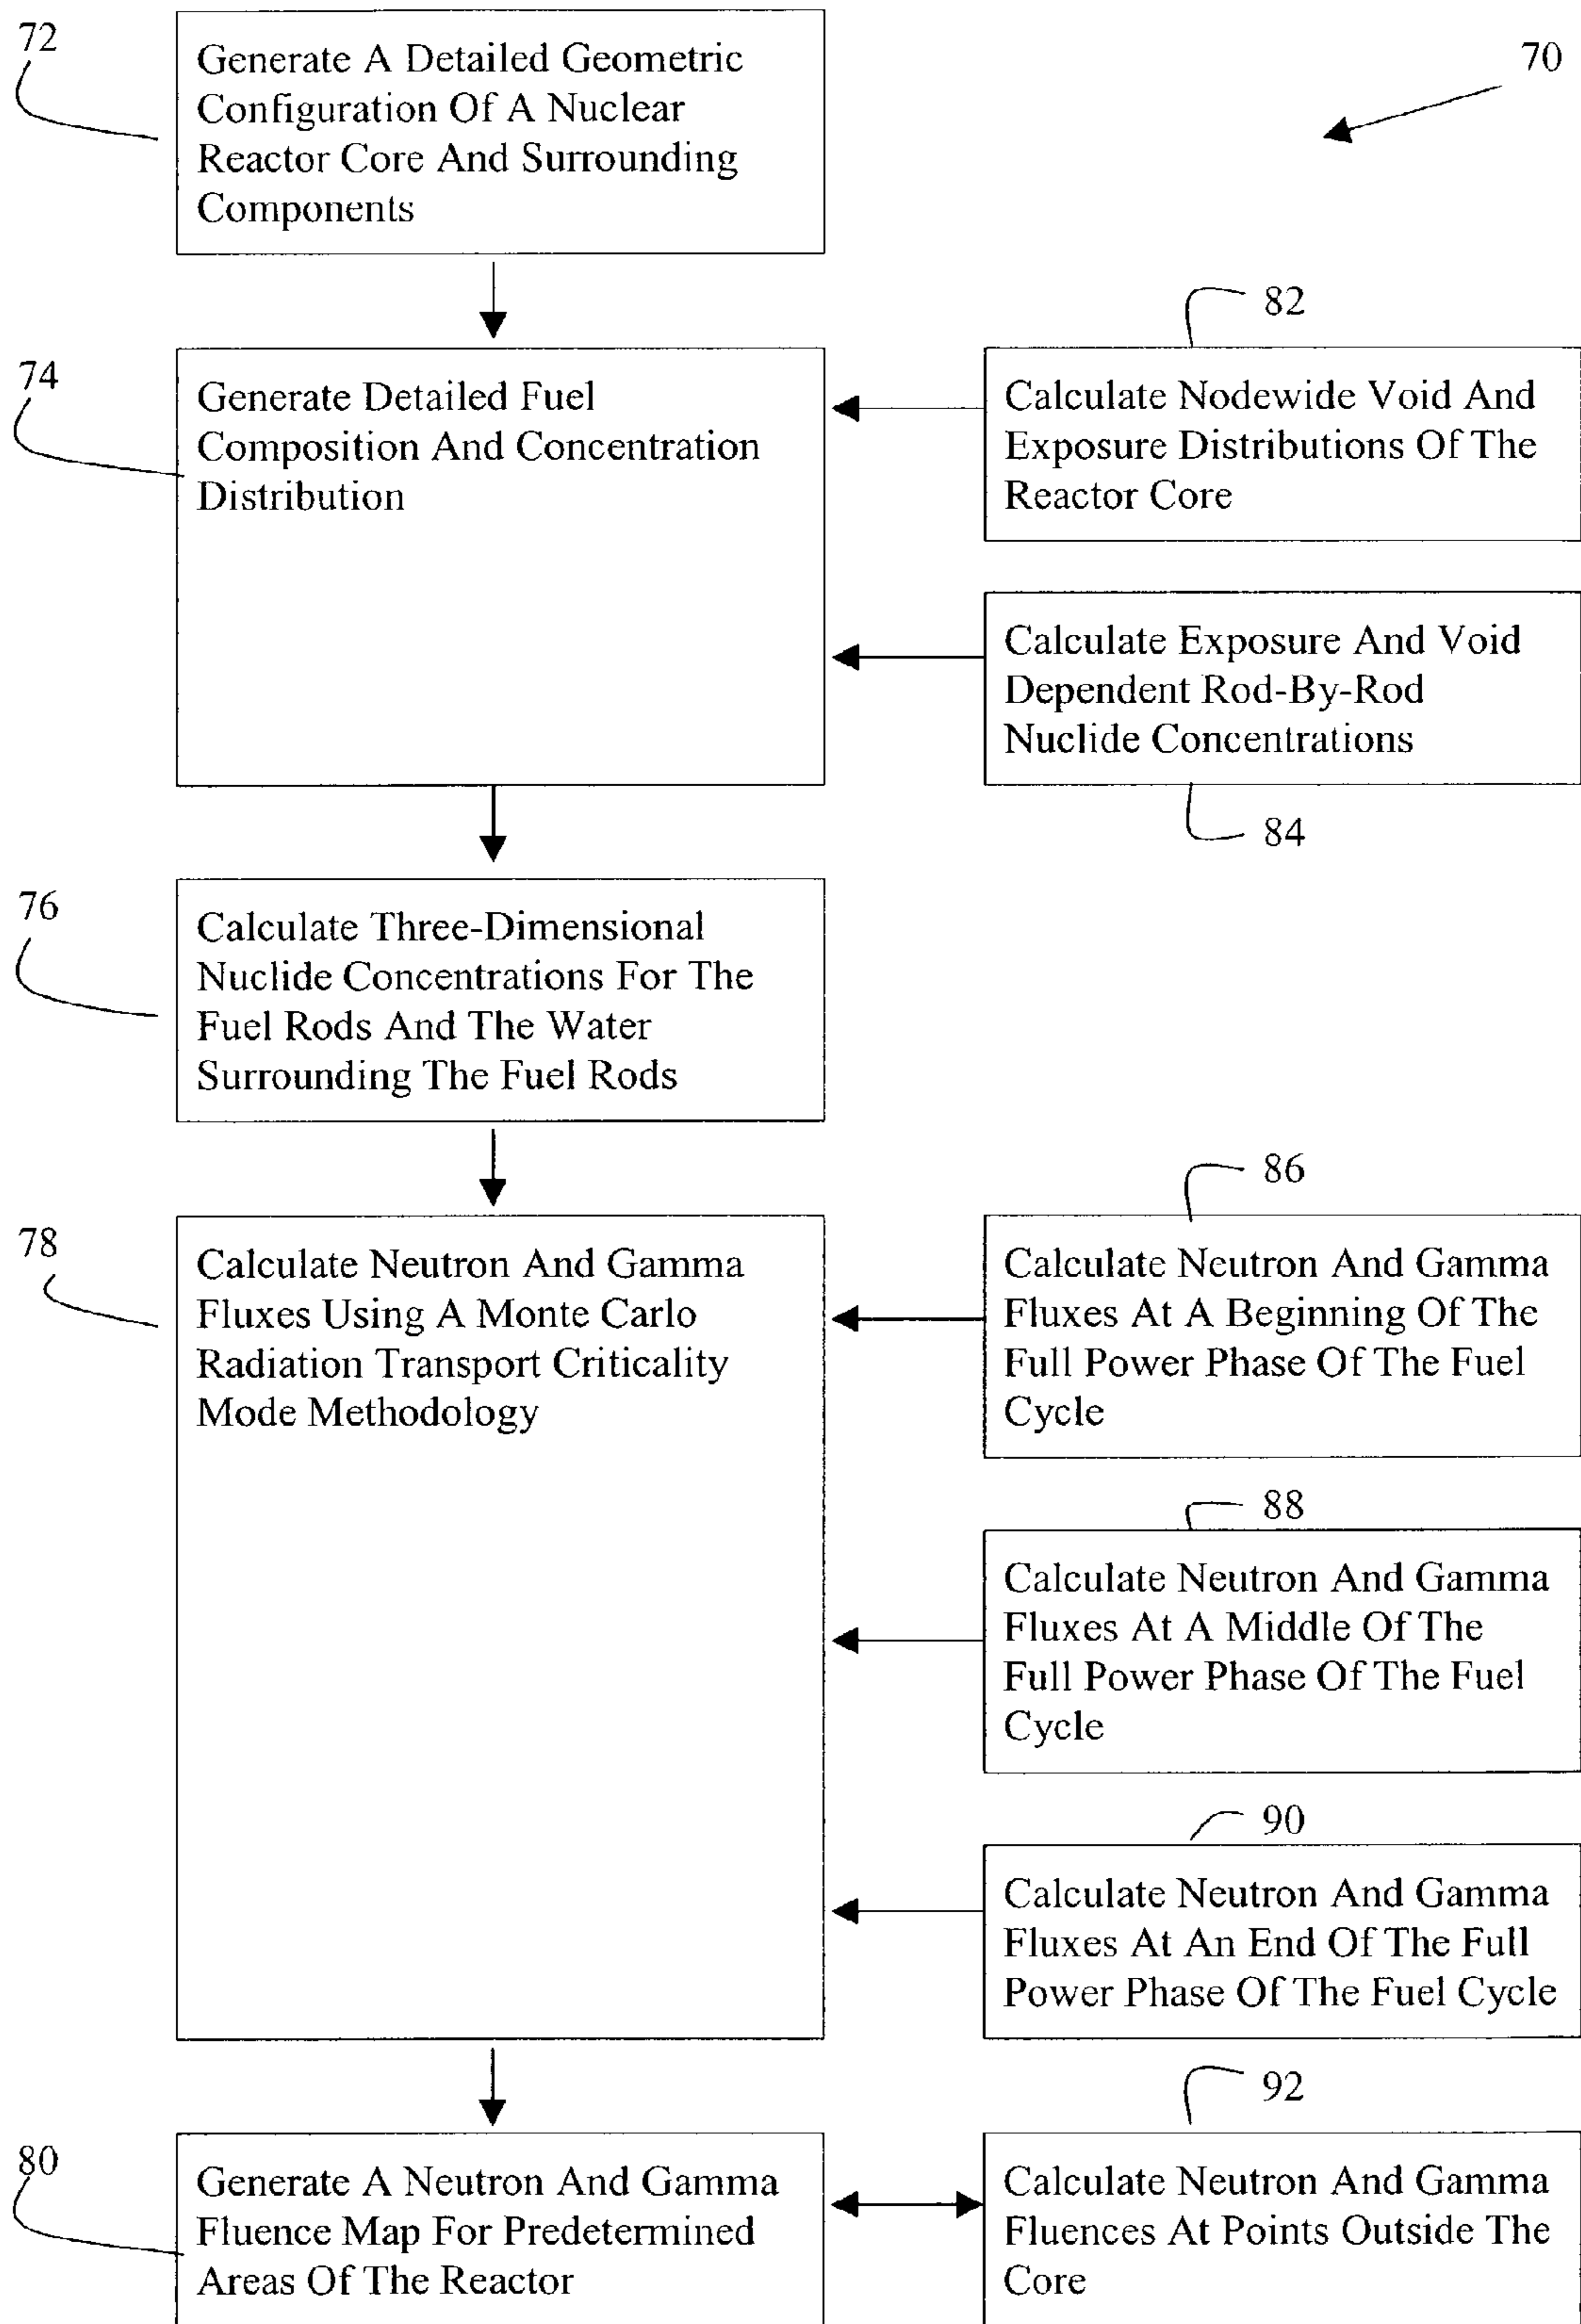 72
Generate A Detailed Geometric
Configuration Of A Nuclear
Reactor Core And Surrounding
Components
70
74
Generate Detailed Fuel
Composition And Concentration
Distribution
82
Calculate Nodewide Void And
Exposure Distributions Of The
Reactor Core
Calculate Exposure And Void
Dependent Rod-By-Rod
Nuclide Concentrations
84
76
Calculate Three-Dimensional
Nuclide Concentrations For The
Fuel Rods And The Water
Surrounding The Fuel Rods
78
Calculate Neutron And Gamma
Fluxes Using A Monte Carlo
Radiation Transport Criticality
Mode Methodology
86
Calculate Neutron And Gamma
Fluxes At A Beginning Of The
Full Power Phase Of The Fuel
Cycle
88
Calculate Neutron And Gamma
Fluxes At A Middle Of The
Full Power Phase Of The Fuel
Cycle
90
Calculate Neutron And Gamma
Fluxes At An End Of The Full
Power Phase Of The Fuel Cycle
80
Generate A Neutron And Gamma
Fluence Map For Predetermined
Areas Of The Reactor
92
Calculate Neutron And Gamma
Fluences At Points Outside The
Core